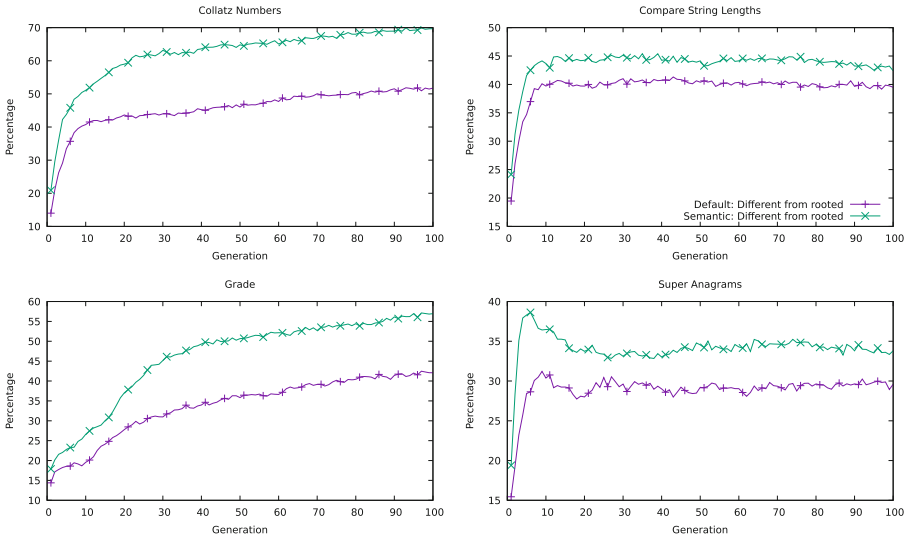 Collatz Numbers
Percentage
70
60
50
40
30
20
10
0 10 20 30 40 50 60 70 80 90 100
Generation
Compare String Lengths
Percentage
50
45
40
35
30
25
20
15
0 10 20 30 40 50 60 70 80 90 100
Generation
Default: Different from rooted
Semantic: Different from rooted
Grade
Percentage
60
55
50
45
40
35
30
25
20
15
10
0 10 20 30 40 50 60 70 80 90 100
Generation
Super Anagrams
Percentage
40
35
30
25
20
15
0 10 20 30 40 50 60 70 80 90 100
Generation